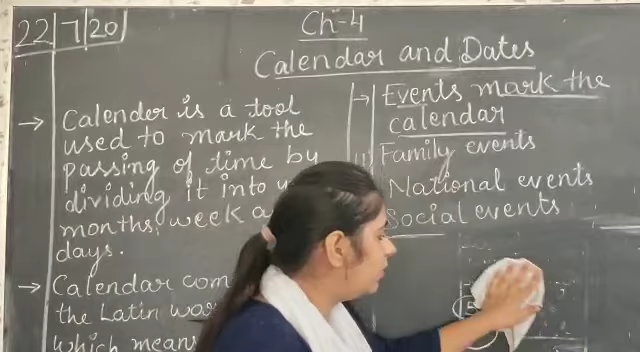 22/7/20
Ch-4
Calendar and Dates
→ Calender is a tool
used to mark the
passing of time by
dividing it into
months, week
days.
→ Calendar com
the Latin wor
which means
→ Events mark the
calendar
Family events
National events
Social events